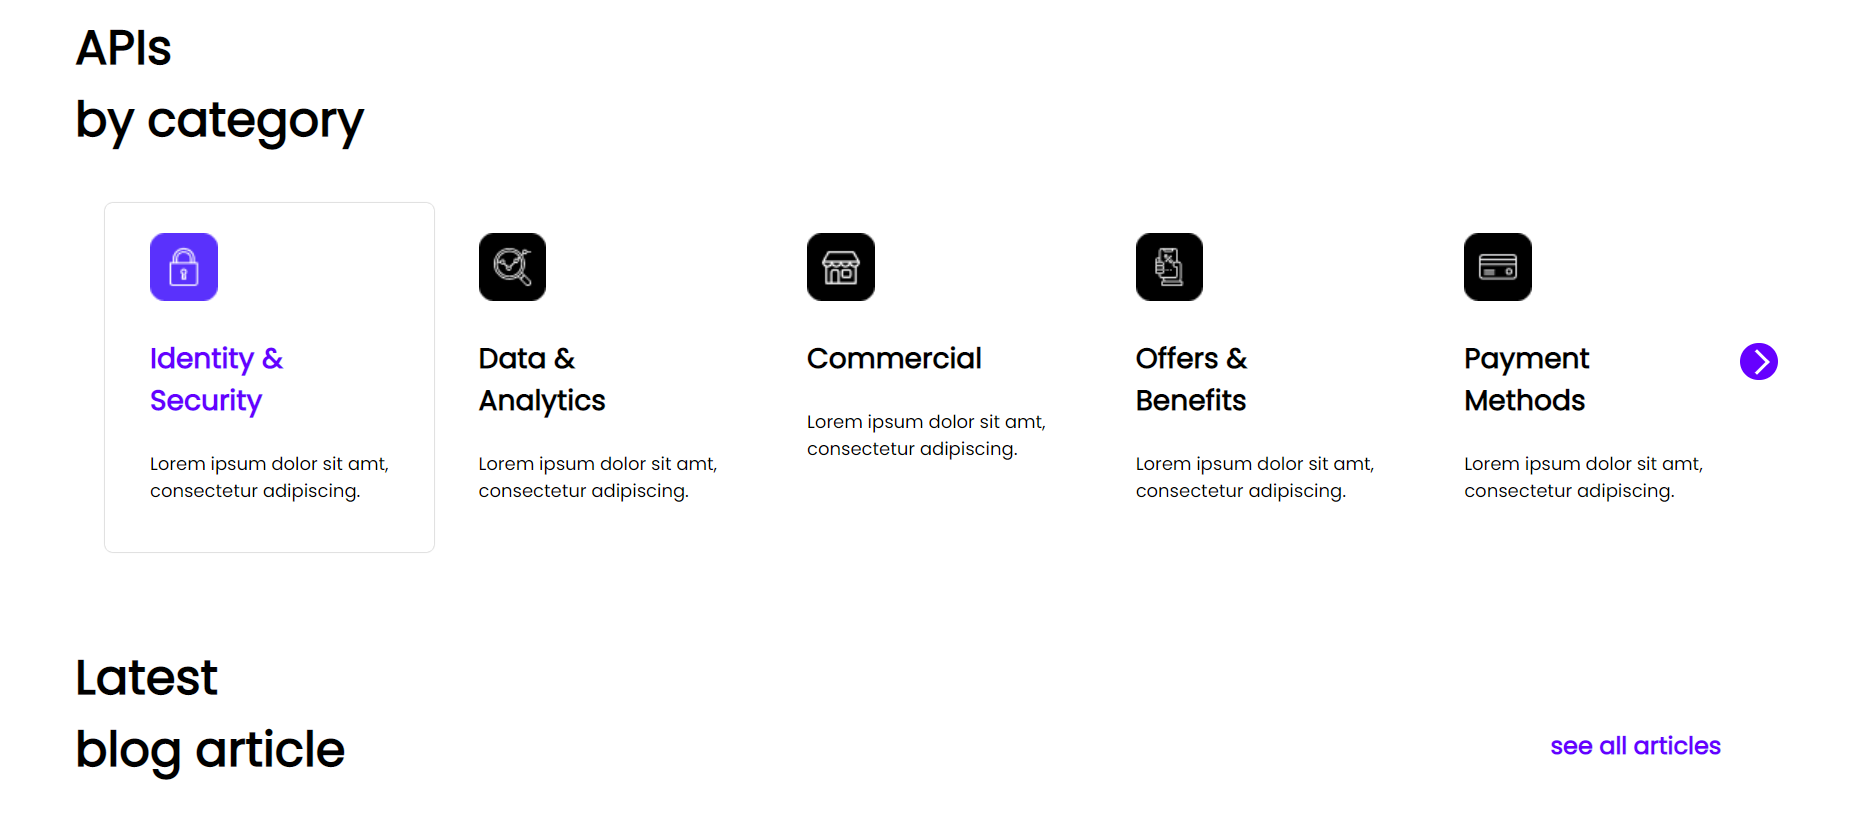 APIs
by category
Identity &
Security
Lorem ipsum dolor sit amt,
consectetur adipiscing.
Data &
Analytics
Lorem ipsum dolor sit amt,
consectetur adipiscing.
Commercial
Lorem ipsum dolor sit amt,
consectetur adipiscing.
Offers &
Benefits
Lorem ipsum dolor sit amt,
consectetur adipiscing.
Payment
Methods
Lorem ipsum dolor sit amt,
consectetur adipiscing.
Latest
blog article
see all articles